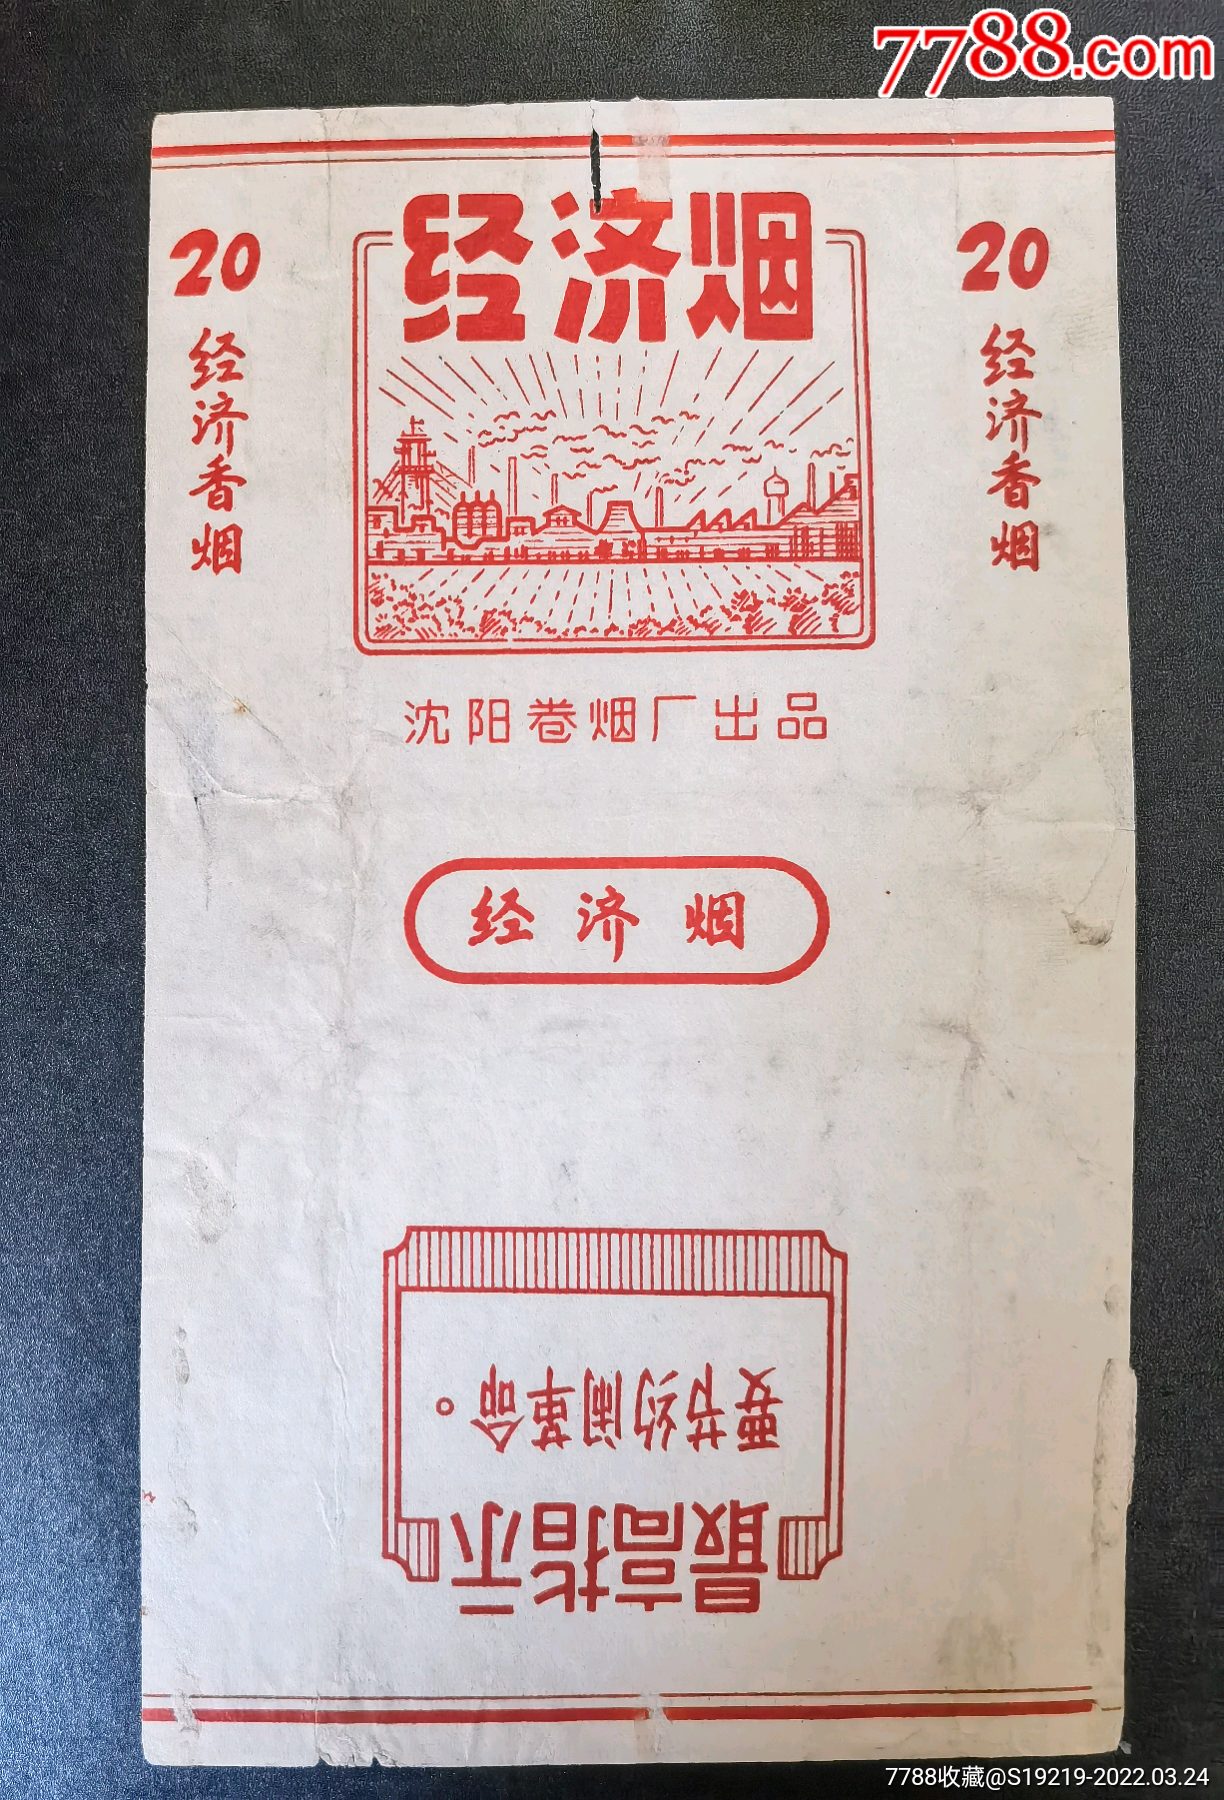 7788.com
经济烟
20
经济香烟
20
经济香烟
沈阳卷烟厂出品
经济烟
最高指示
要节约闹革命。
7788收藏@S19219-2022.03.24